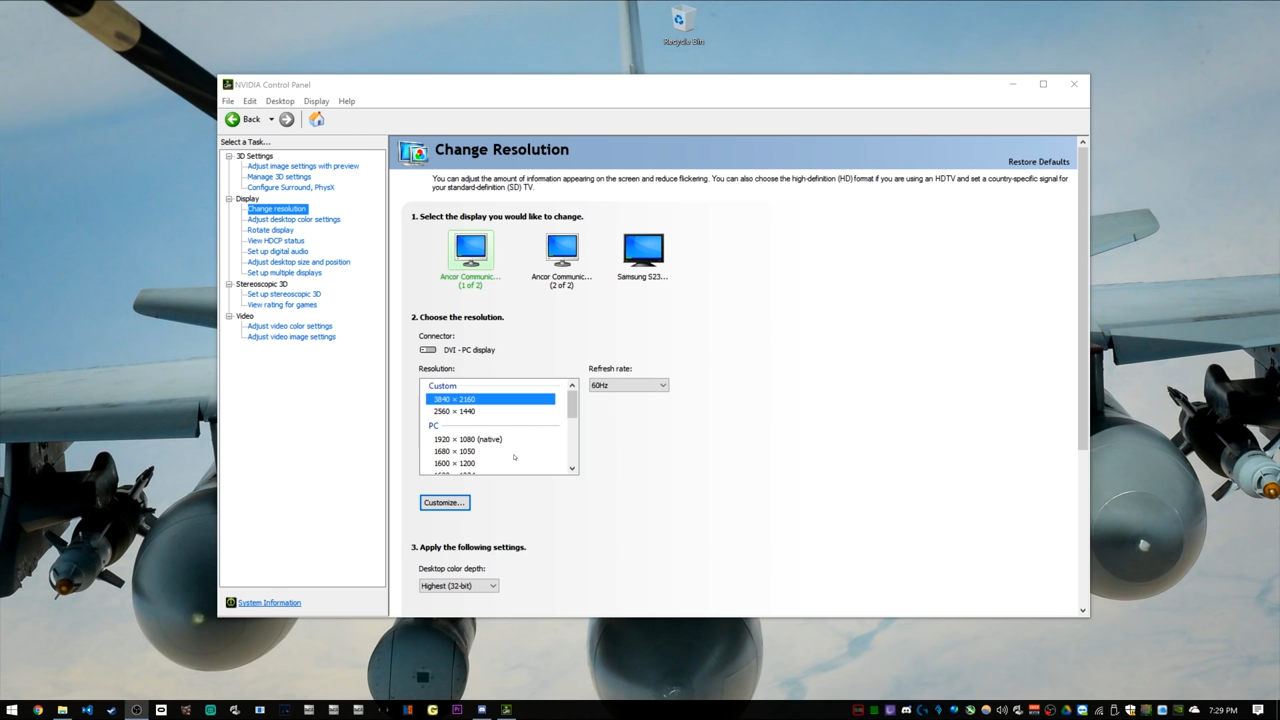 Recycle Bin
NVIDIA Control Panel
File Edit Desktop Display Help
Back
Select a Task...
3D Settings
Adjust image settings with preview
Manage 3D settings
Configure Surround, PhysX
Display
Change resolution
Adjust desktop color settings
Rotate display
View HDCP status
Set up digital audio
Adjust desktop size and position
Set up multiple displays
Stereoscopic 3D
Set up stereoscopic 3D
View rating for games
Video
Adjust video color settings
Adjust video image settings
System Information
Change Resolution
Restore Defaults
You can adjust the amount of information appearing on the screen and reduce flickering. You can also choose the high-definition (HD) format if you are using an HDTV and set a country-specific signal for
your standard-definition (SD) TV.
1. Select the display you would like to change.
Ancor Communic... Ancor Communic... Samsung S23...
(1 of 2) (2 of 2)
2. Choose the resolution.
Connector:
DVI - PC display
Resolution: Refresh rate:
Custom 60Hz
3840 × 2160
2560 × 1440
PC
1920 × 1080 (native)
1680 × 1050
1600 × 1200
Customize...
3. Apply the following settings.
Desktop color depth:
Highest (32-bit)
7:29 PM